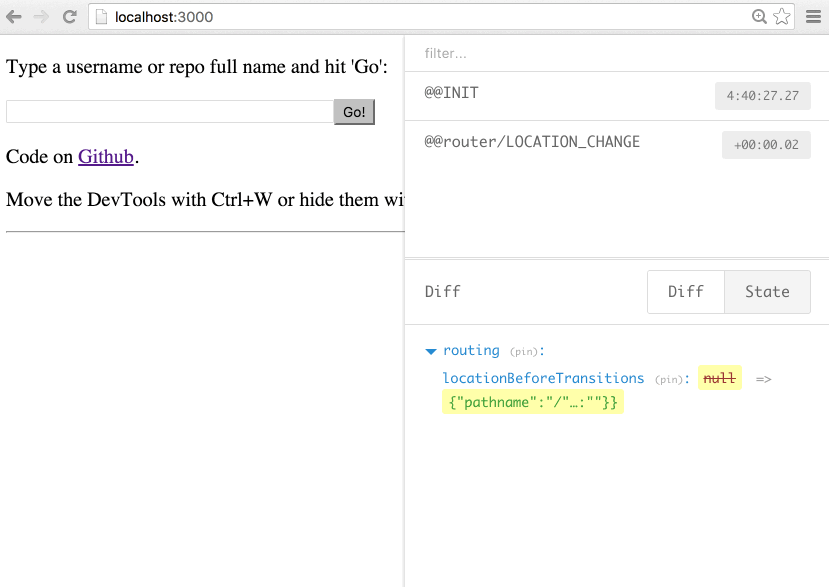 localhost:3000
Type a username or repo full name and hit 'Go':
Go!
Code on Github.
Move the DevTools with Ctrl+W or hide them wi
filter...
@@INIT
4:40:27.27
@@router/LOCATION_CHANGE
+00:00.02
Diff
Diff
State
routing (pin):
locationBeforeTransitions (pin): null =>
{"pathname":"/"…:""}}